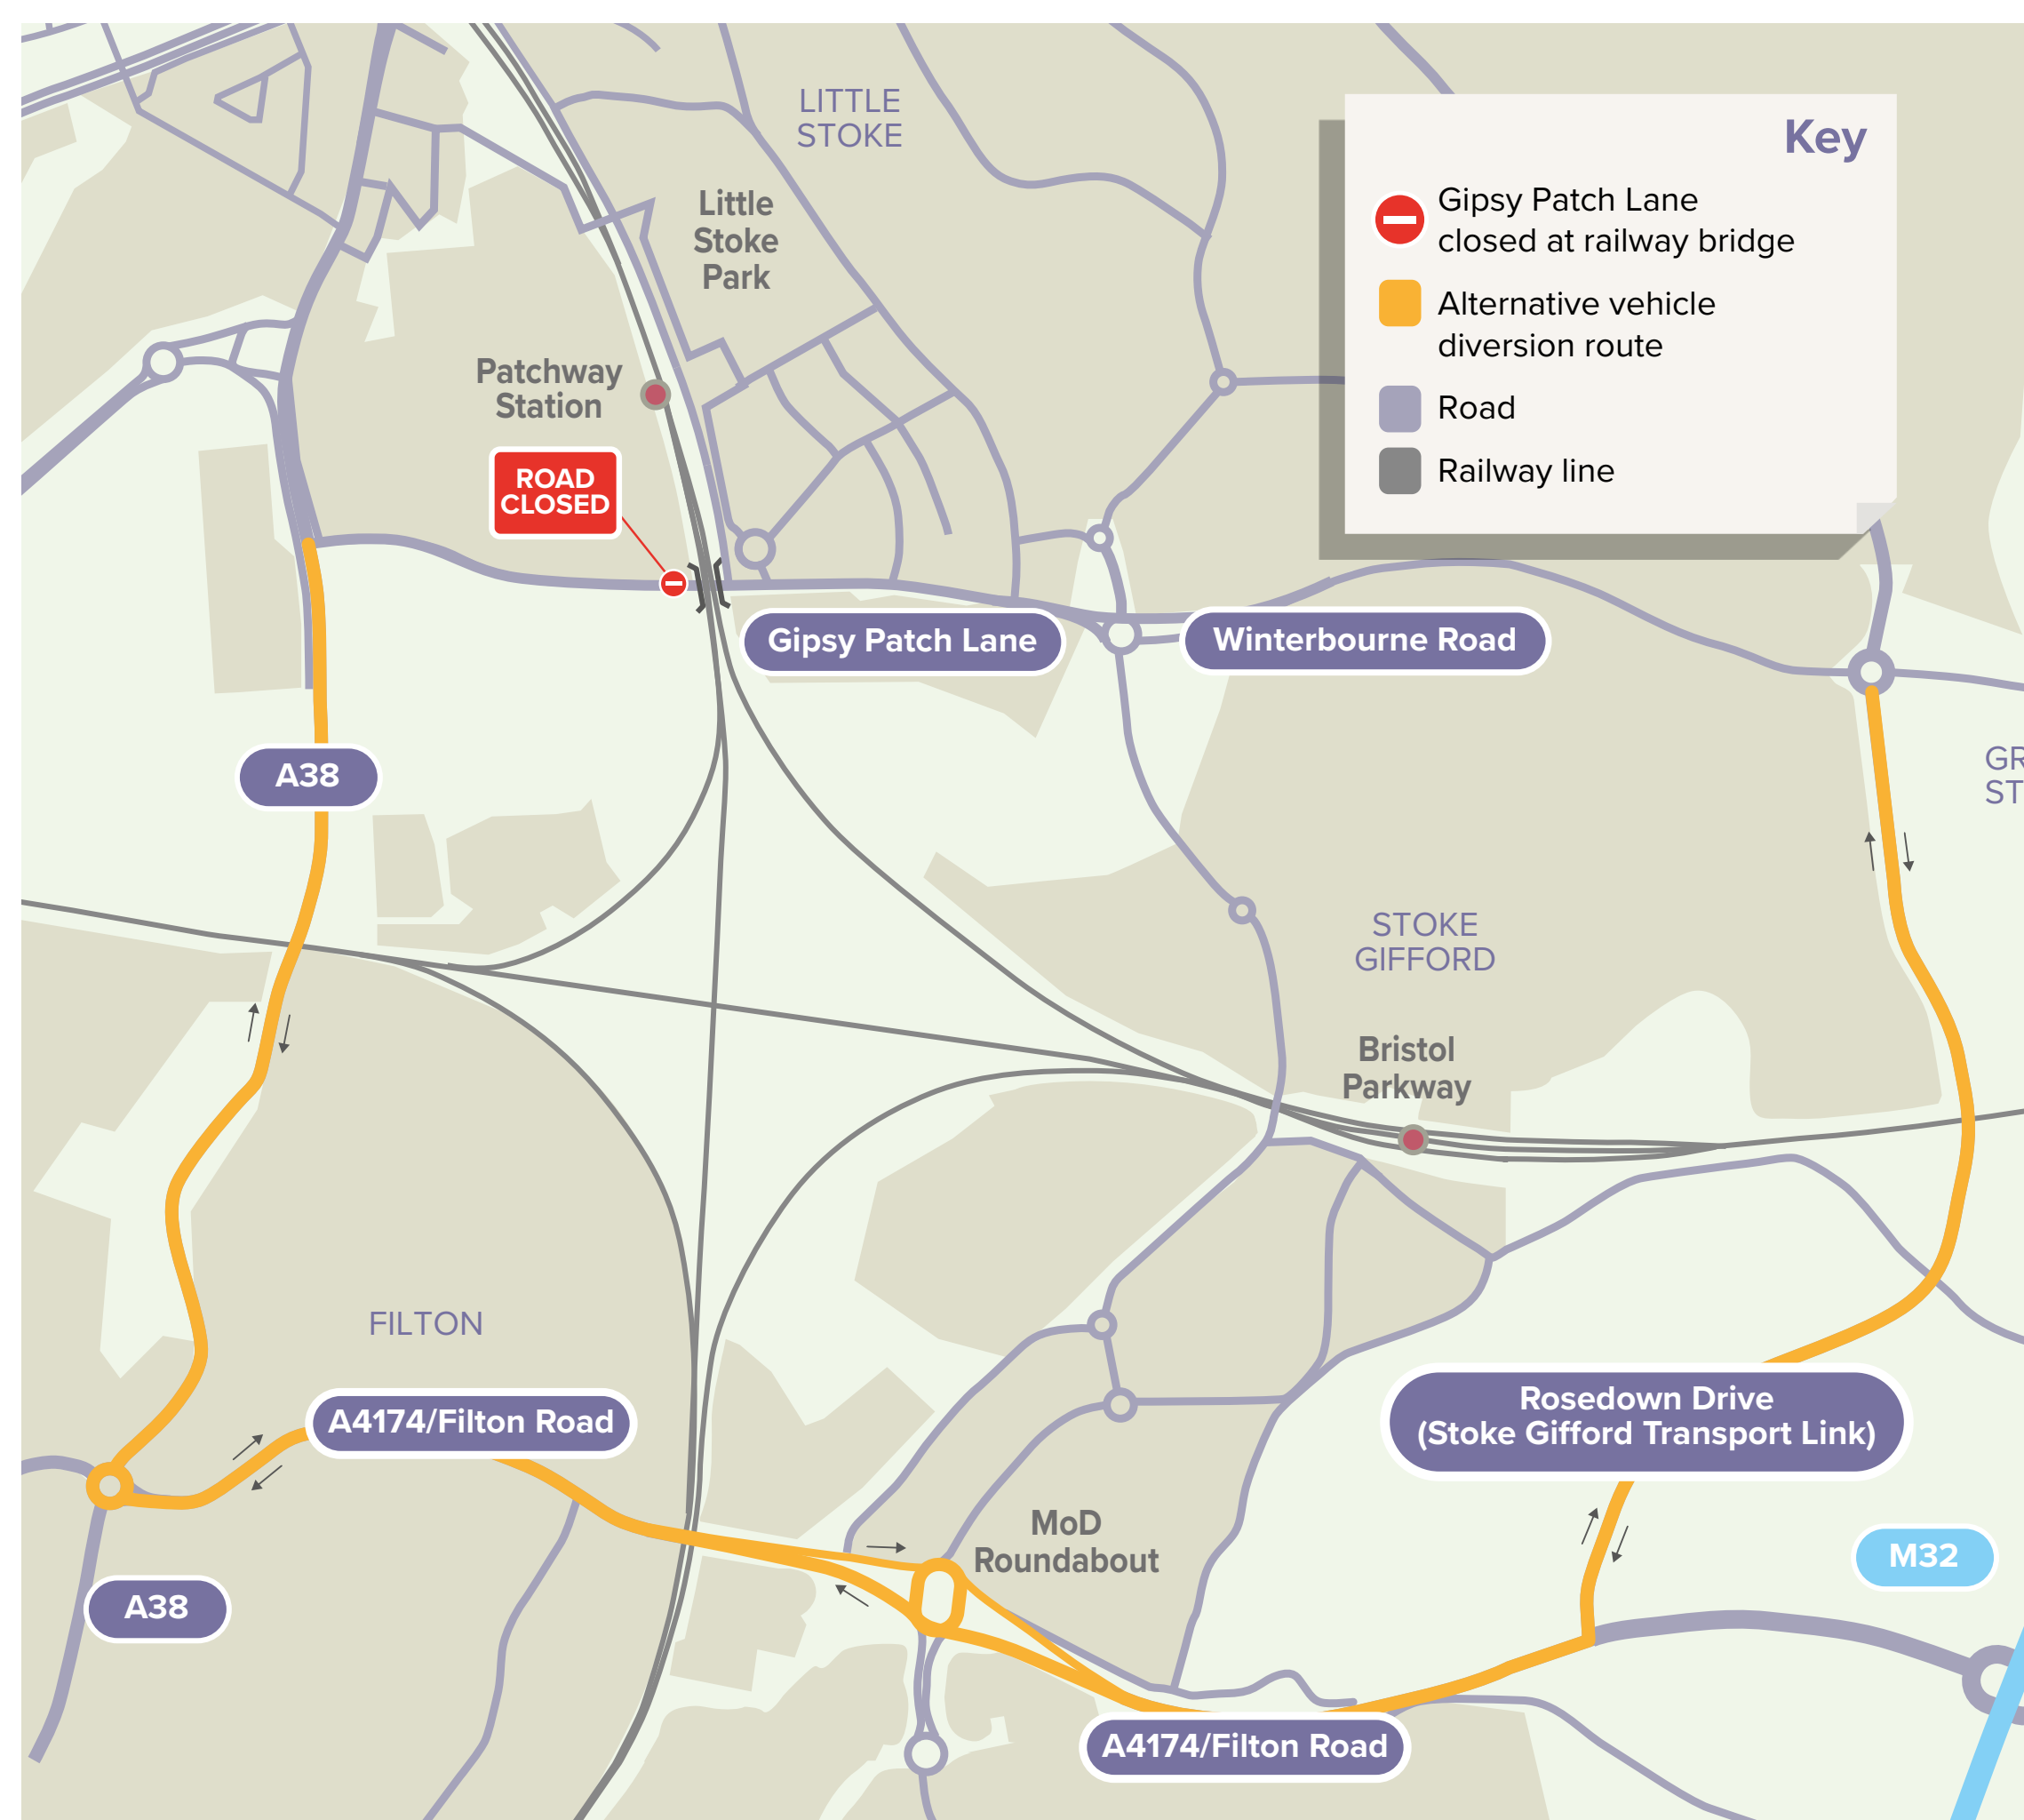 LITTLE
STOKE
Key
Gipsy Patch Lane
closed at railway bridge
Alternative vehicle
diversion route
Road
Railway line
Little
Stoke
Park
Patchway
Station
ROAD
CLOSED
Gipsy Patch Lane
Winterbourne Road
A38
GR
ST
STOKE
GIFFORD
Bristol
Parkway
FILTON
A4174/Filton Road
Rosedown Drive
(Stoke Gifford Transport Link)
MoD
Roundabout
M32
A38
A4174/Filton Road